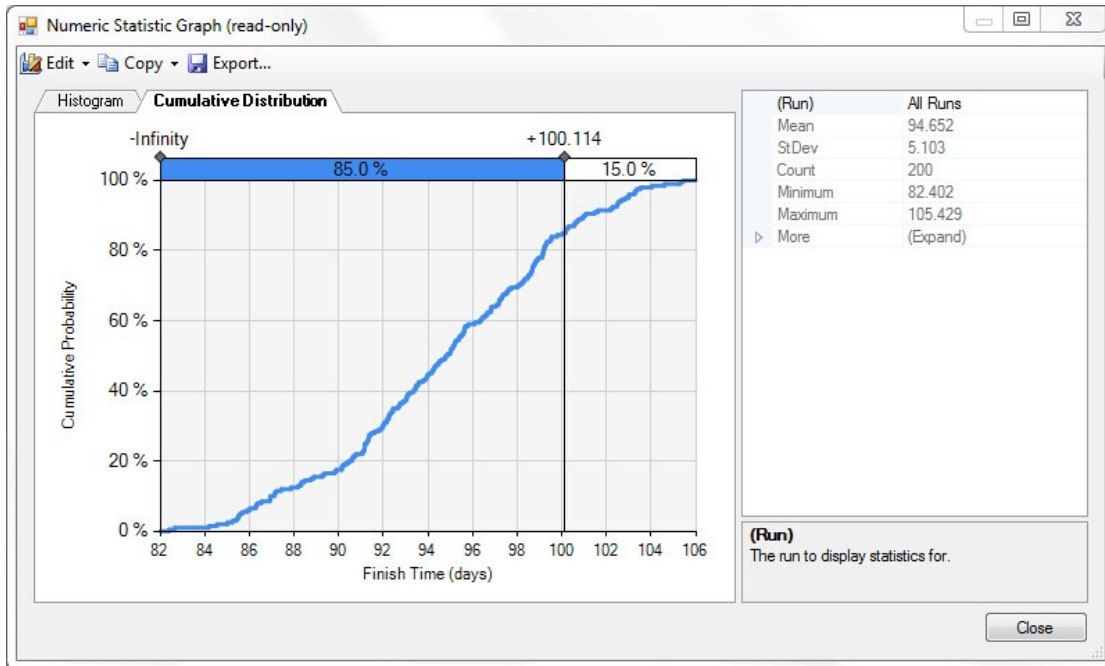 Numeric Statistic Graph (read-only)
Edit Copy Export...
Histogram Cumulative Distribution
-Infinity +100.114
85.0 % 15.0 %
100 %
80 %
60 %
40 %
20 %
0 %
Cumulative Probability
82 84 86 88 90 92 94 96 98 100 102 104 106
Finish Time (days)
(Run) All Runs
Mean 94.652
StDev 5.103
Count 200
Minimum 82.402
Maximum 105.429
More (Expand)
(Run)
The run to display statistics for.
Close